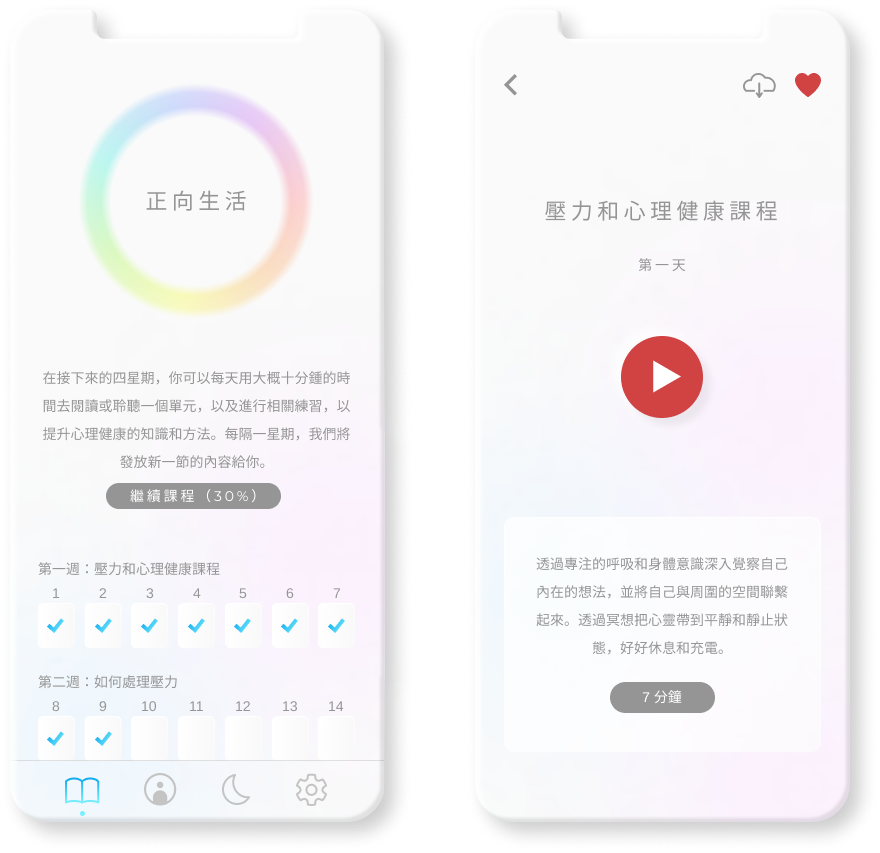 正向生活
在接下來的四星期，你可以每天用大概十分鍾的時
間去閱讀或聆聽一個單元，以及進行相關練習，以
提升心理健康的知識和方法。每隔一星期，我們將
發放新一節的內容給你。
繼續課程（30%）
第一週：壓力和心理健康課程
1 2 3 4 5 6 7
第二週：如何處理壓力
8 9 10 11 12 13 14
壓力和心理健康課程
第一天
透過專注的呼吸和身體意識深入覺察自己
內在的想法，並將自己與周圍的空間聯繫
起來。透過冥想把心靈帶到平靜和靜止狀
態，好好休息和充電。
7 分鐘